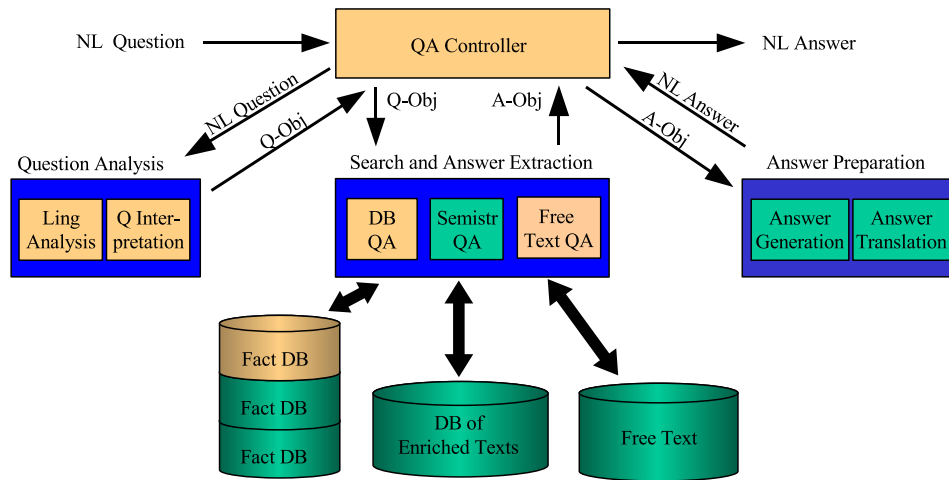 NL Question
QA Controller
NL Answer
NL Question
Q-Obj
Q-Obj
A-Obj
NL Answer
A-Obj
Question Analysis
Search and Answer Extraction
Answer Preparation
Ling
Analysis
Q Inter-
pretation
DB
QA
Semistr
QA
Free
Text QA
Answer
Generation
Answer
Translation
Fact DB
Fact DB
Fact DB
DB of
Enriched Texts
Free Text